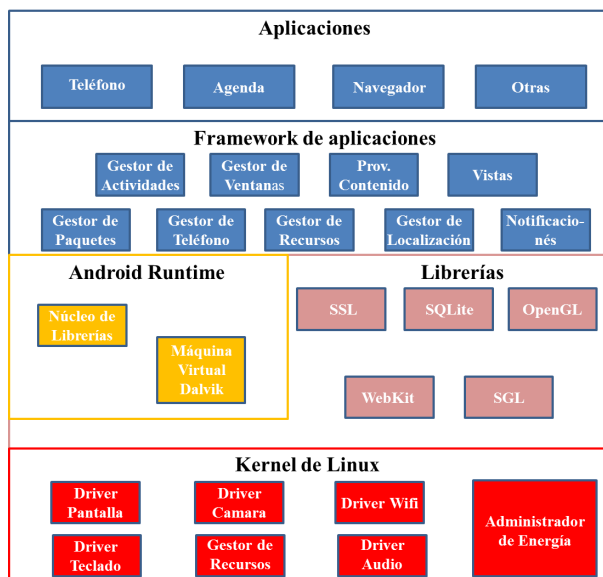 Aplicaciones
Teléfono
Agenda
Navegador
Otras
Framework de aplicaciones
Gestor de
Actividades
Gestor de
Ventanas
Prov.
Contenido
Vistas
Gestor de
Paquetes
Gestor de
Teléfono
Gestor de
Recursos
Gestor de
Localización
Notificacio-
nés
Android Runtime
Núcleo de
Librerías
Máquina
Virtual
Dalvik
Librerías
SSL
SQLite
OpenGL
WebKit
SGL
Kernel de Linux
Driver
Pantalla
Driver
Camara
Driver Wifi
Administrador
de Energía
Driver
Teclado
Gestor de
Recursos
Driver
Audio